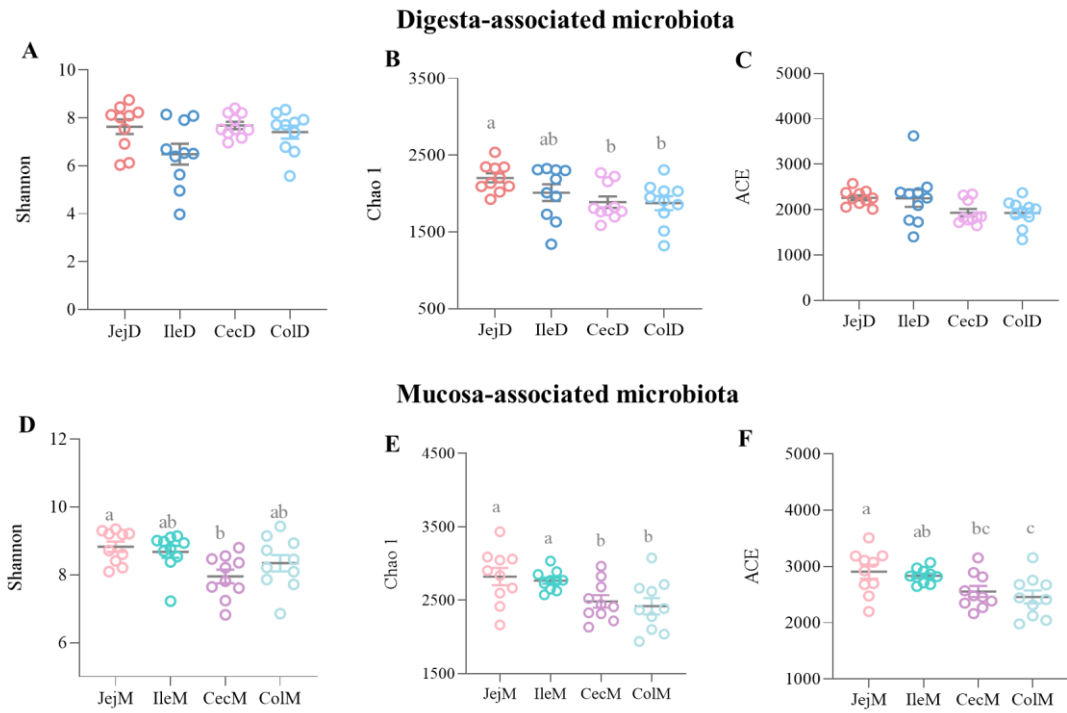 Digesta-associated microbiota
A
B
C
Shannon
10
8
6
4
2
0
JejD IleD CecD ColD
Chao 1
3500
2500
1500
500
a ab b b
JejD IleD CecD ColD
ACE
5000
4000
3000
2000
1000
0
JejD IleD CecD ColD
Mucosa-associated microbiota
D
E
F
Shannon
12
10
8
6
a ab b ab
JejM IleM CecM ColM
Chao 1
4500
3500
2500
1500
a a b b
JejM IleM CecM ColM
ACE
5000
4000
3000
2000
1000
a ab bc c
JejM IleM CecM ColM